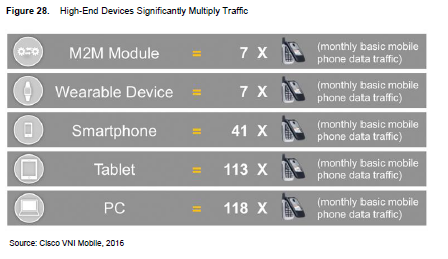 Figure 28. High-End Devices Significantly Multiply Traffic
M2M Module = 7 X (monthly basic mobile
phone data traffic)
Wearable Device = 7 X (monthly basic mobile
phone data traffic)
Smartphone = 41 X (monthly basic mobile
phone data traffic)
Tablet = 113 X (monthly basic mobile
phone data traffic)
PC = 118 X (monthly basic mobile
phone data traffic)
Source: Cisco VNI Mobile, 2016